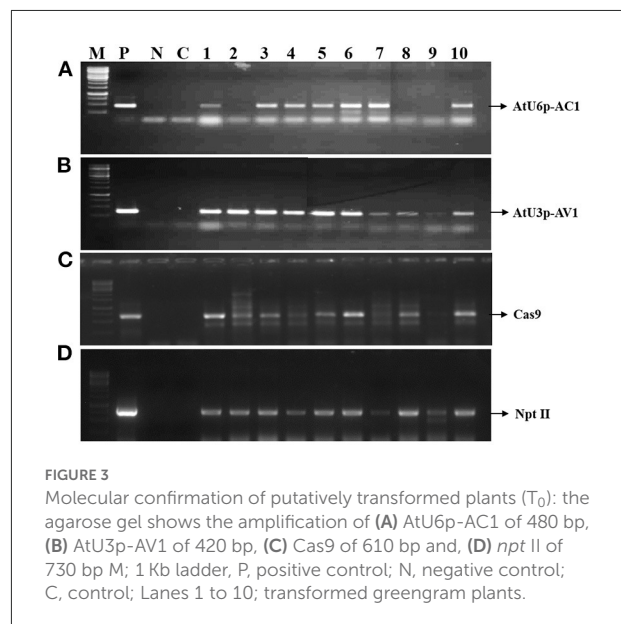 M P N C 1 2 3 4 5 6 7 8 9 10
A
AtU6p-AC1
B
AtU3p-AV1
C
Cas9
D
Npt II
FIGURE 3
Molecular confirmation of putatively transformed plants (T₀): the
agarose gel shows the amplification of (A) AtU6p-AC1 of 480 bp,
(B) AtU3p-AV1 of 420 bp, (C) Cas9 of 610 bp and, (D) npt II of
730 bp M; 1 Kb ladder, P, positive control; N, negative control;
C, control; Lanes 1 to 10; transformed greengram plants.